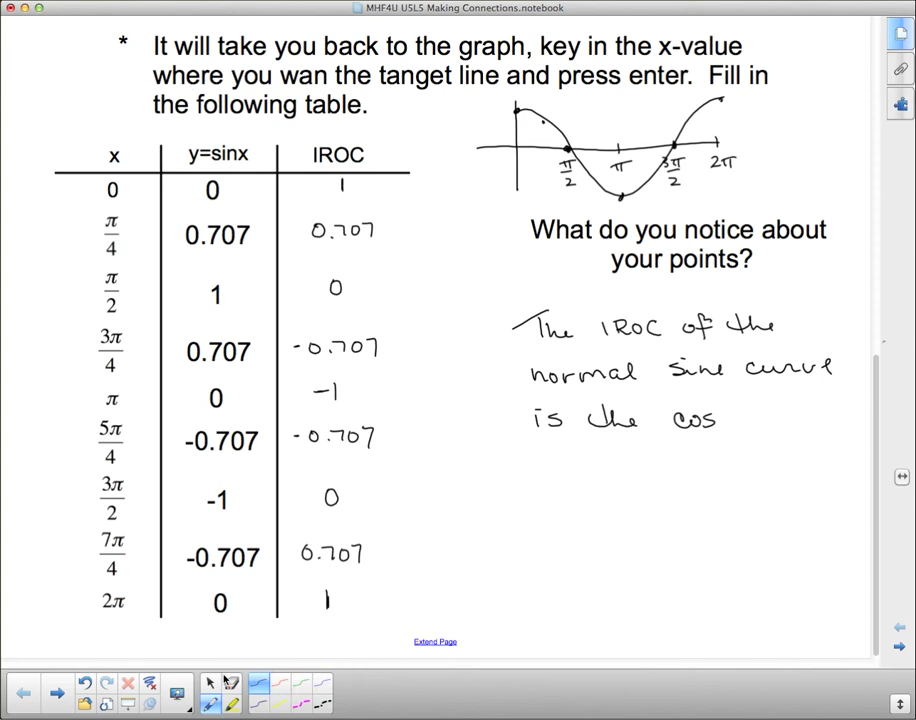 MHF4U U5L5 Making Connections.notebook
* It will take you back to the graph, key in the x-value
where you wan the tanget line and press enter. Fill in
the following table.
x y=sinx IROC
0 0 1
π/4 0.707 0.707
π/2 1 0
3π/4 0.707 -0.707
π 0 -1
5π/4 -0.707 -0.707
3π/2 -1 0
7π/4 -0.707 0.707
2π 0 1
π/2 π 3π/2 2π
What do you notice about
your points?
The IROC of the
normal sine curve
is the cos
Extend Page